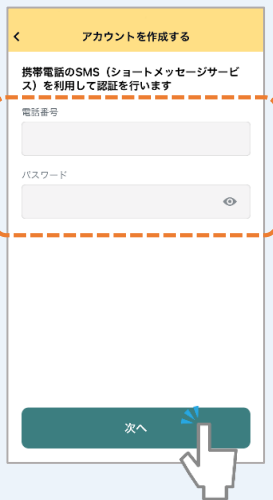 アカウントを作成する
携帯電話のSMS（ショートメッセージサービ
ス）を利用して認証を行います
電話番号
パスワード
次へ